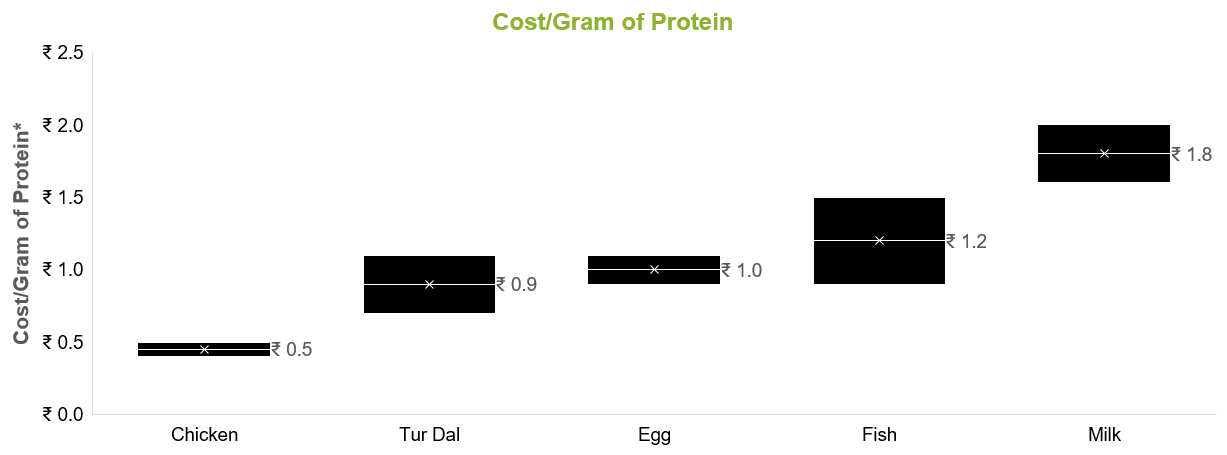 Cost/Gram of Protein
Cost/Gram of Protein*
₹ 2.5
₹ 2.0
₹ 1.5
₹ 1.0
₹ 0.5
₹ 0.0
₹ 0.5
₹ 0.9
₹ 1.0
₹ 1.2
₹ 1.8
Chicken
Tur Dal
Egg
Fish
Milk